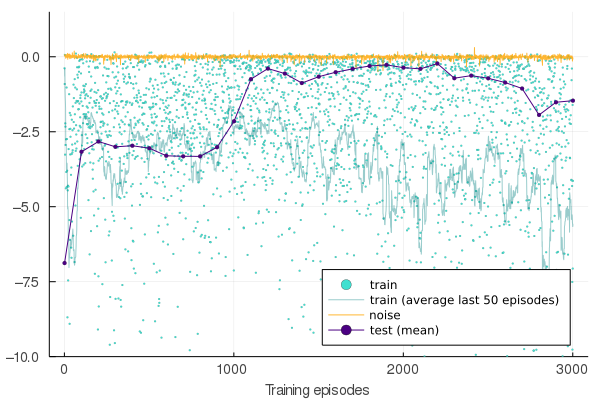 0.0
−2.5
−5.0
−7.5
−10.0
0
1000
2000
3000
Training episodes
train
train (average last 50 episodes)
noise
test (mean)